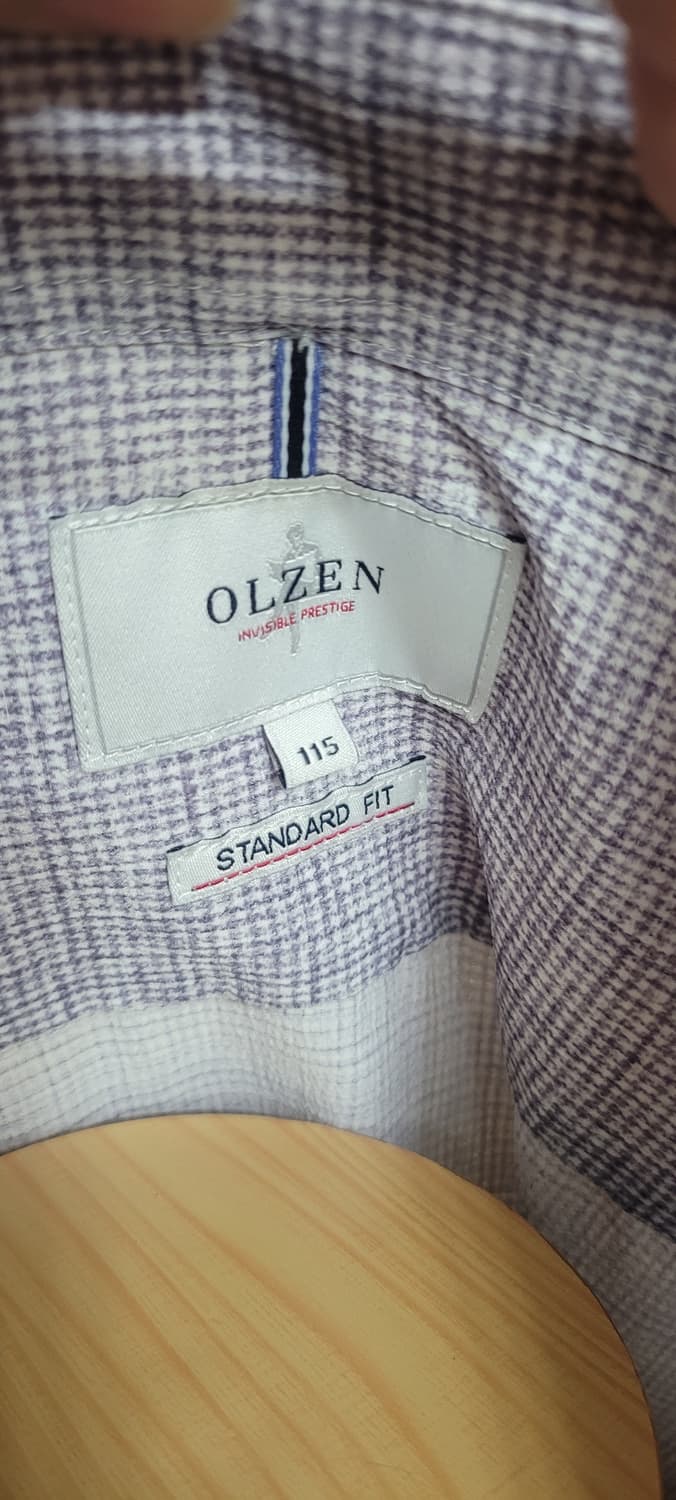 OLZEN
INVISIBLE PRESTIGE
115
STANDARD FIT